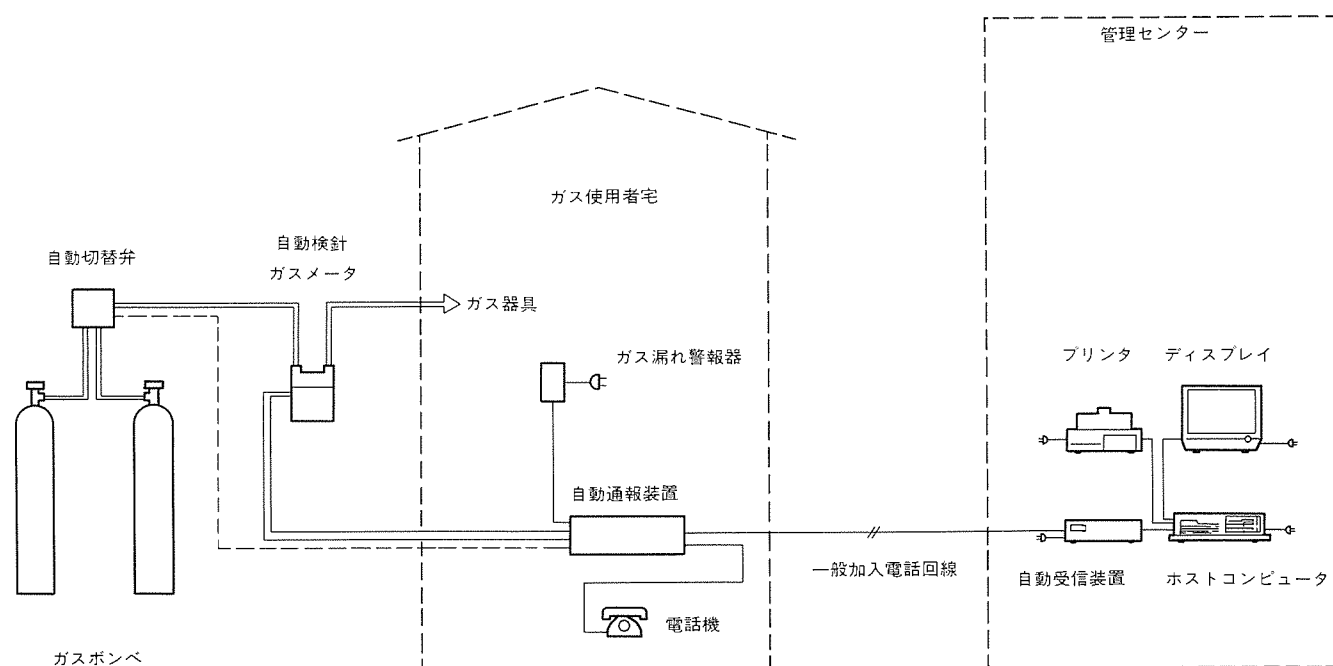 管理センター
ガス使用者宅
自動切替弁
自動検針
ガスメータ
ガス器具
ガス漏れ警報器
プリンタ
ディスプレイ
自動通報装置
一般加入電話回線
自動受信装置
ホストコンピュータ
電話機
ガスボンベ